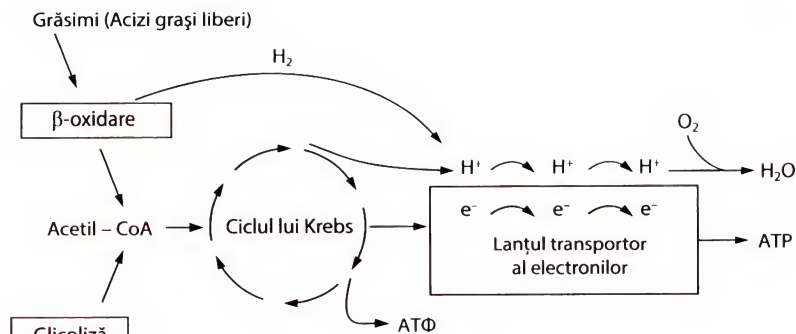 Grăsimi (Acizi grași liberi)
H₂
β-oxidare
O₂
H⁺ H⁺ H⁺ H₂O
e⁻ e⁻ e⁻
Acetil – CoA
Ciclul lui Krebs
Lanțul transportor
al electronilor
ATP
Glicoliză
АТФ